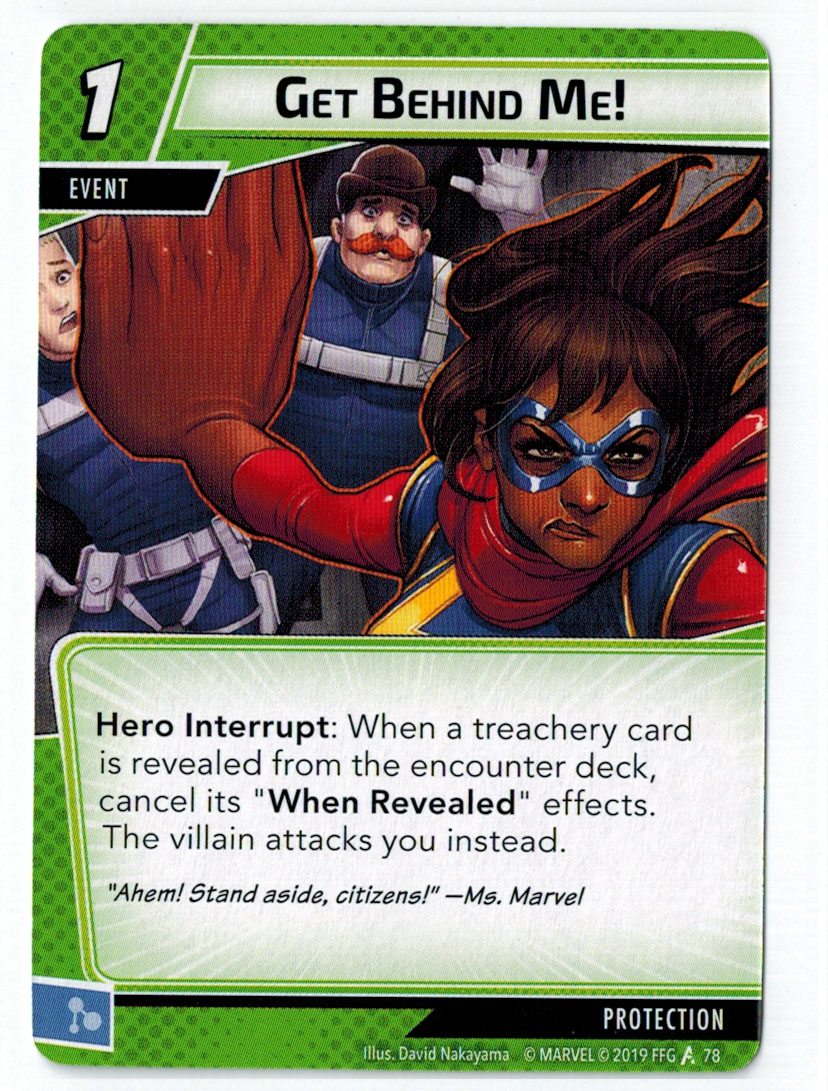 1
GET BEHIND ME!
EVENT
Hero Interrupt: When a treachery card
is revealed from the encounter deck,
cancel its "When Revealed" effects.
The villain attacks you instead.
"Ahem! Stand aside, citizens!" —Ms. Marvel
PROTECTION
Illus. David Nakayama © MARVEL © 2019 FFG 78